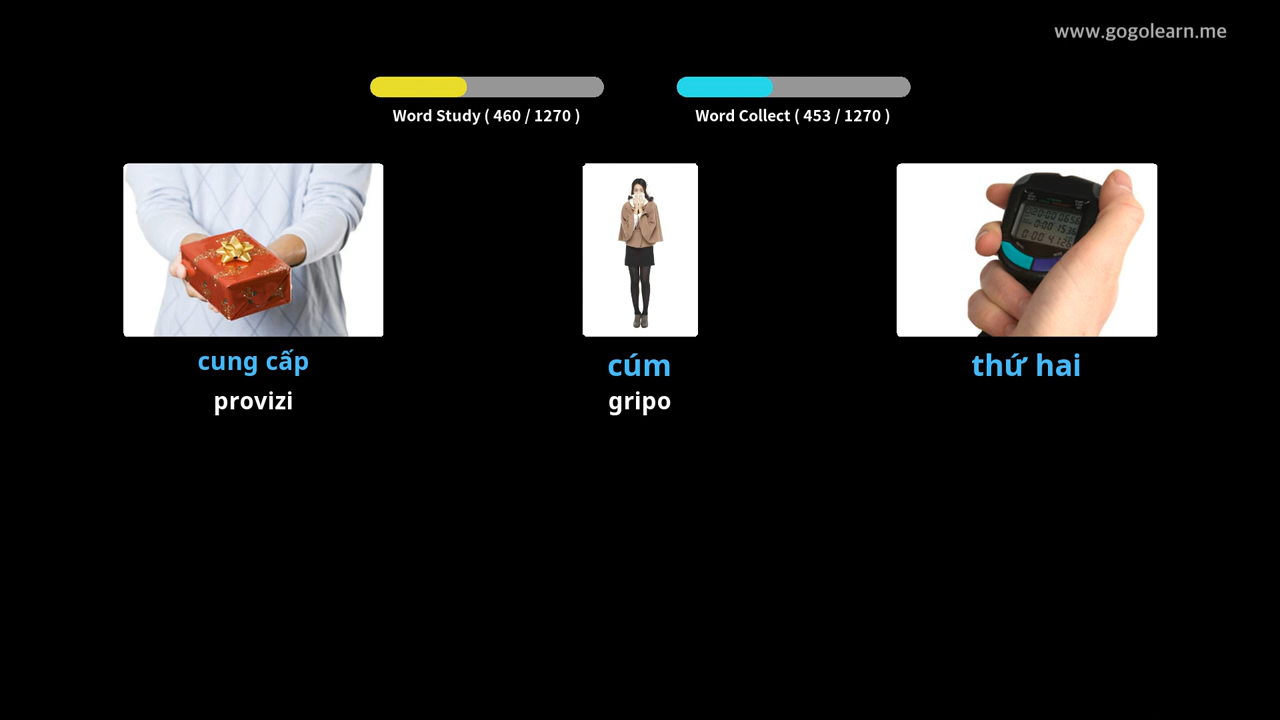 www.gogolearn.me
Word Study ( 460 / 1270 )
Word Collect ( 453 / 1270 )
cung cấp
provizi
cúm
gripo
thứ hai